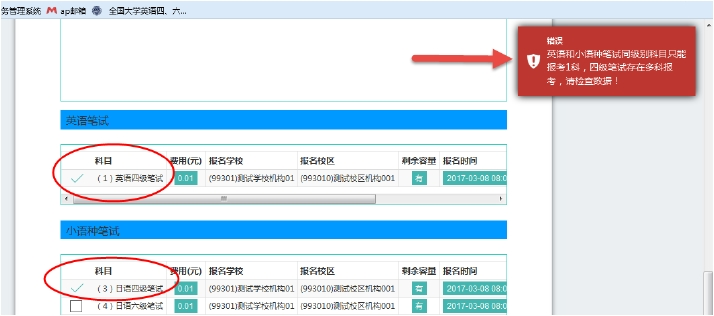 务管理系统 ap邮箱 全国大学英语四、六...
错误
英语和小语种笔试同级别科目只能
报考1科，四级笔试存在多科报
考，请检查数据！
英语笔试
科目 费用(元) 报名学校 报名校区 剩余容量 报名时间
（1）英语四级笔试 0.01 (99301)测试学校机构01 (993010)测试校区机构001 有 2017-03-08 08:0
小语种笔试
科目 费用(元) 报名学校 报名校区 剩余容量 报名时间
（3）日语四级笔试 0.01 (99301)测试学校机构01 (993010)测试校区机构001 有 2017-03-08 08:0
（4）日语六级笔试 0.01 (99301)测试学校机构01 (993010)测试校区机构001 有 2017-03-08 08:0